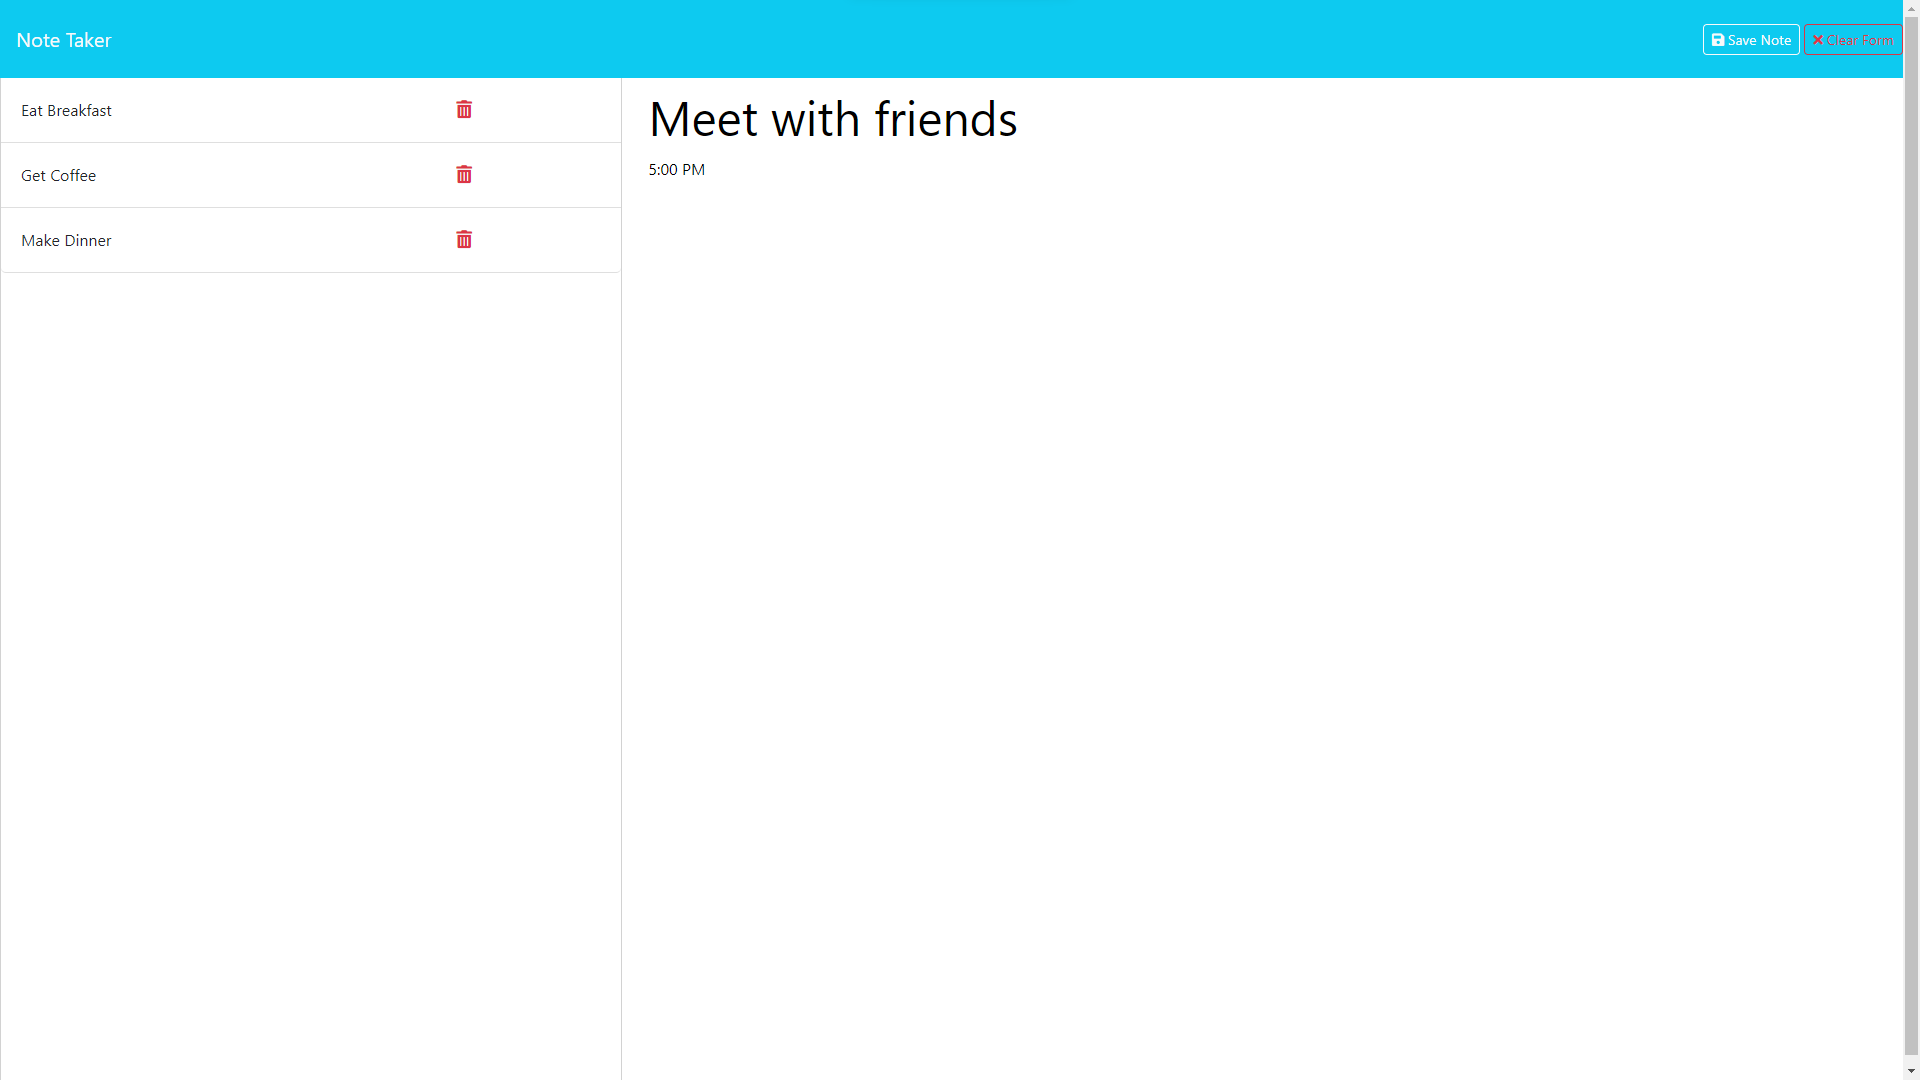 Note Taker
Save Note
Clear Form
Eat Breakfast
Get Coffee
Make Dinner
Meet with friends
5:00 PM